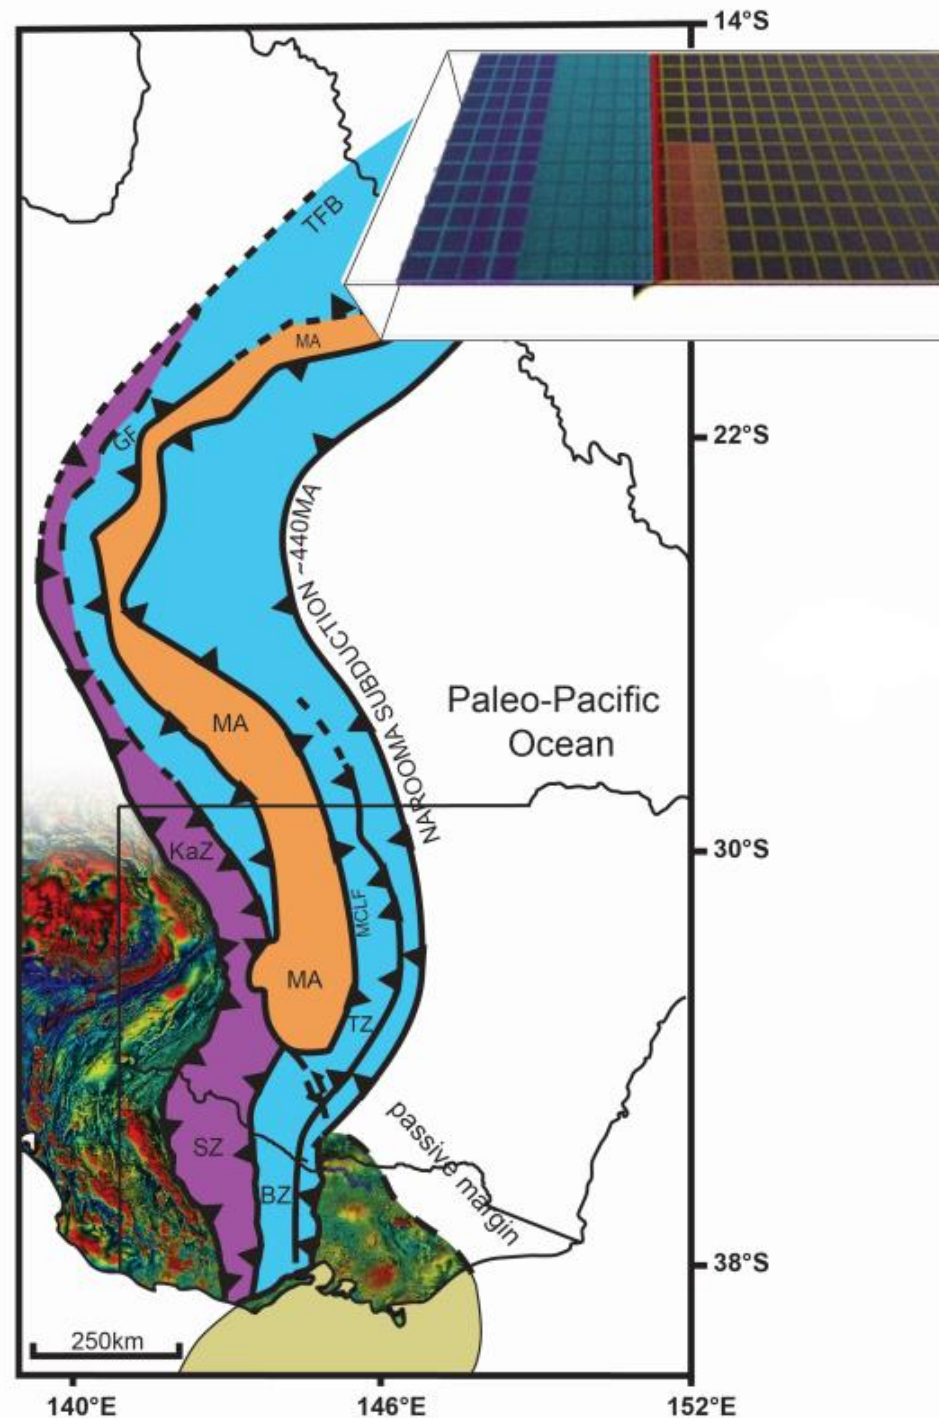 14°S
TFB
MA
GF
22°S
NAROOMA SUBDUCTION ~440MA
MA
Paleo-Pacific
Ocean
KaZ
30°S
MCLF
MA
TZ
passive margin
SZ
BZ
38°S
250km
140°E
146°E
152°E